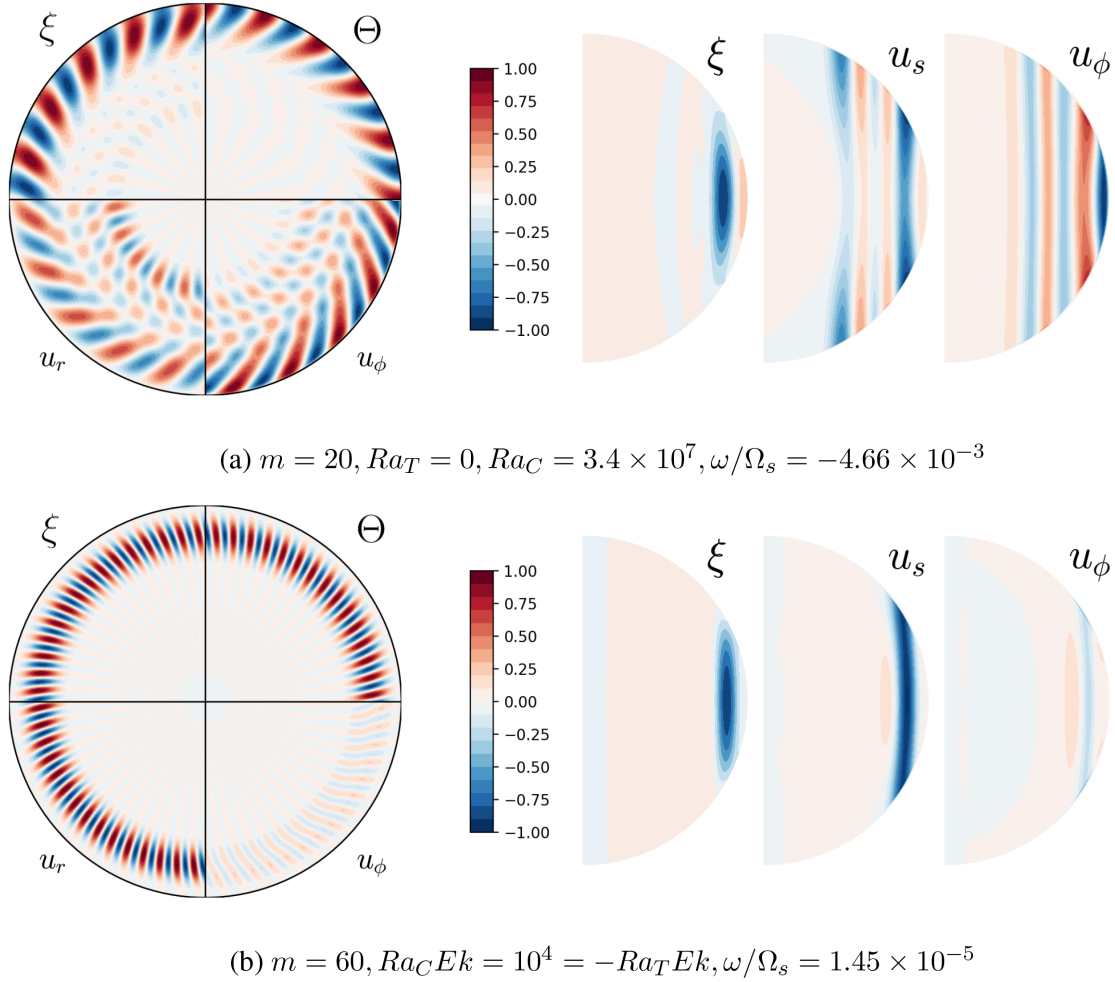 ξ Θ
ξ u_s u_ϕ
1.00
0.75
0.50
0.25
0.00
−0.25
−0.50
−0.75
−1.00
u_r u_ϕ
(a) m = 20, Ra_T = 0, Ra_C = 3.4 × 10^7, ω/Ω_s = −4.66 × 10^−3
ξ Θ
ξ u_s u_ϕ
1.00
0.75
0.50
0.25
0.00
−0.25
−0.50
−0.75
−1.00
u_r u_ϕ
(b) m = 60, Ra_C Ek = 10^4 = −Ra_T Ek, ω/Ω_s = 1.45 × 10^−5